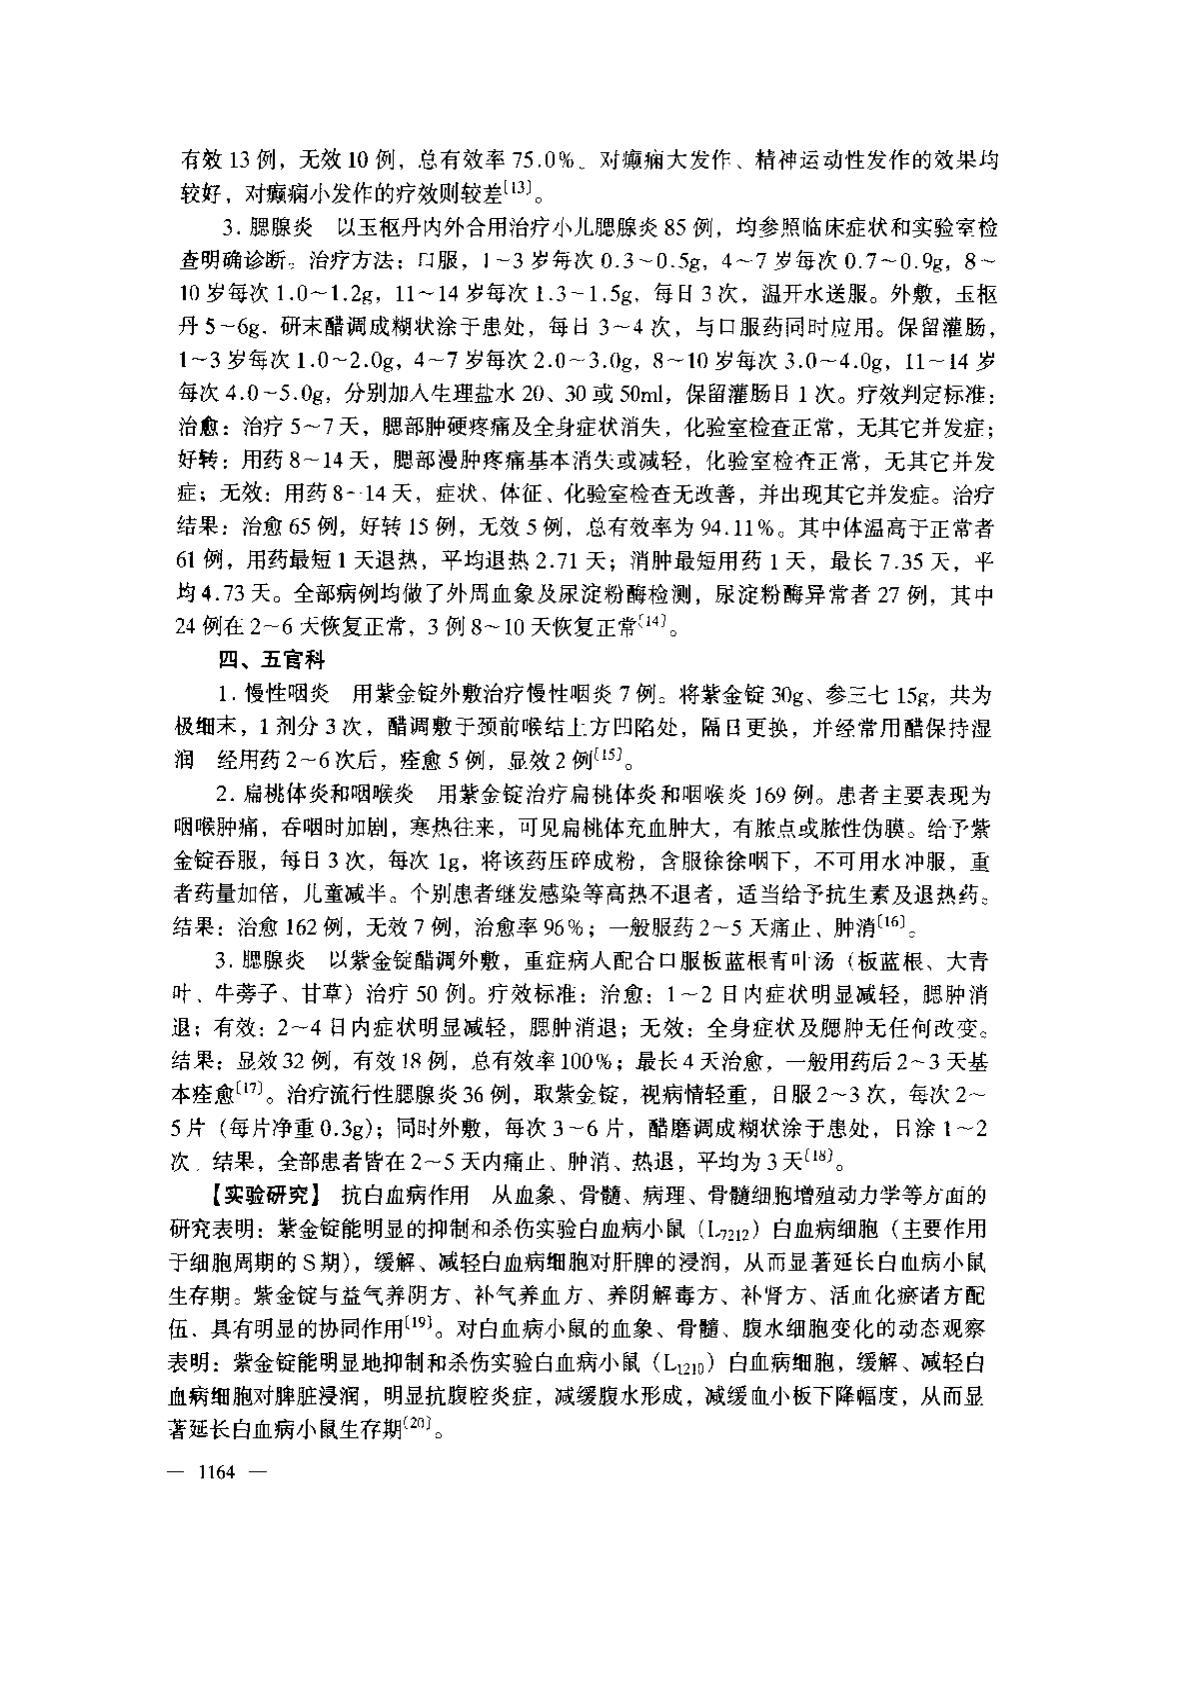 有效 13 例，无效 10 例，总有效率 75.0%。对癫痫大发作、精神运动性发作的效果均
较好，对癫痫小发作的疗效则较差〔13〕。
3. 腮腺炎　以玉枢丹内外合用治疗小儿腮腺炎 85 例，均参照临床症状和实验室检
查明确诊断。治疗方法：口服，1~3 岁每次 0.3~0.5g，4~7 岁每次 0.7~0.9g，8~
10 岁每次 1.0~1.2g，11~14 岁每次 1.3~1.5g，每日 3 次，温开水送服。外敷，玉枢
丹 5~6g，研末醋调成糊状涂于患处，每日 3~4 次，与口服药同时应用。保留灌肠，
1~3 岁每次 1.0~2.0g，4~7 岁每次 2.0~3.0g，8~10 岁每次 3.0~4.0g，11~14 岁
每次 4.0~5.0g，分别加入生理盐水 20、30 或 50ml，保留灌肠日 1 次。疗效判定标准：
治愈：治疗 5~7 天，腮部肿硬疼痛及全身症状消失，化验室检查正常，无其它并发症；
好转：用药 8~14 天，腮部漫肿疼痛基本消失或减轻，化验室检查正常，无其它并发
症；无效：用药 8~14 天，症状、体征、化验室检查无改善，并出现其它并发症。治疗
结果：治愈 65 例，好转 15 例，无效 5 例，总有效率为 94.11%。其中体温高于正常者
61 例，用药最短 1 天退热，平均退热 2.71 天；消肿最短用药 1 天，最长 7.35 天，平
均 4.73 天。全部病例均做了外周血象及尿淀粉酶检测，尿淀粉酶异常者 27 例，其中
24 例在 2~6 天恢复正常，3 例 8~10 天恢复正常〔14〕。
四、五官科
1. 慢性咽炎　用紫金锭外敷治疗慢性咽炎 7 例。将紫金锭 30g、参三七 15g，共为
极细末，1 剂分 3 次，醋调敷于颈前喉结上方凹陷处，隔日更换，并经常用醋保持湿
润　经用药 2~6 次后，痊愈 5 例，显效 2 例〔15〕。
2. 扁桃体炎和咽喉炎　用紫金锭治疗扁桃体炎和咽喉炎 169 例。患者主要表现为
咽喉肿痛，吞咽时加剧，寒热往来，可见扁桃体充血肿大，有脓点或脓性伪膜。给予紫
金锭吞服，每日 3 次，每次 1g，将该药压碎成粉，含服徐徐咽下，不可用水冲服，重
者药量加倍，儿童减半。个别患者继发感染等高热不退者，适当给予抗生素及退热药。
结果：治愈 162 例，无效 7 例，治愈率 96%；一般服药 2~5 天痛止、肿消〔16〕。
3. 腮腺炎　以紫金锭醋调外敷，重症病人配合口服板蓝根青叶汤（板蓝根、大青
叶、牛蒡子、甘草）治疗 50 例。疗效标准：治愈：1~2 日内症状明显减轻，腮肿消
退；有效：2~4 日内症状明显减轻，腮肿消退；无效：全身症状及腮肿无任何改变。
结果：显效 32 例，有效 18 例，总有效率 100%；最长 4 天治愈，一般用药后 2~3 天基
本痊愈〔17〕。治疗流行性腮腺炎 36 例，取紫金锭，视病情轻重，日服 2~3 次，每次 2~
5 片（每片净重 0.3g）；同时外敷，每次 3~6 片，醋磨调成糊状涂于患处，日涂 1~2
次．结果，全部患者皆在 2~5 天内痛止、肿消、热退，平均为 3 天〔18〕。
【实验研究】 抗白血病作用　从血象、骨髓、病理、骨髓细胞增殖动力学等方面的
研究表明：紫金锭能明显的抑制和杀伤实验白血病小鼠（L7212）白血病细胞（主要作用
于细胞周期的 S 期），缓解、减轻白血病细胞对肝脾的浸润，从而显著延长白血病小鼠
生存期。紫金锭与益气养阴方、补气养血方、养阴解毒方、补肾方、活血化瘀诸方配
伍、具有明显的协同作用〔19〕。对白血病小鼠的血象、骨髓、腹水细胞变化的动态观察
表明：紫金锭能明显地抑制和杀伤实验白血病小鼠（L1210）白血病细胞，缓解、减轻白
血病细胞对脾脏浸润，明显抗腹腔炎症，减缓腹水形成，减缓血小板下降幅度，从而显
著延长白血病小鼠生存期〔20〕。
— 1164 —